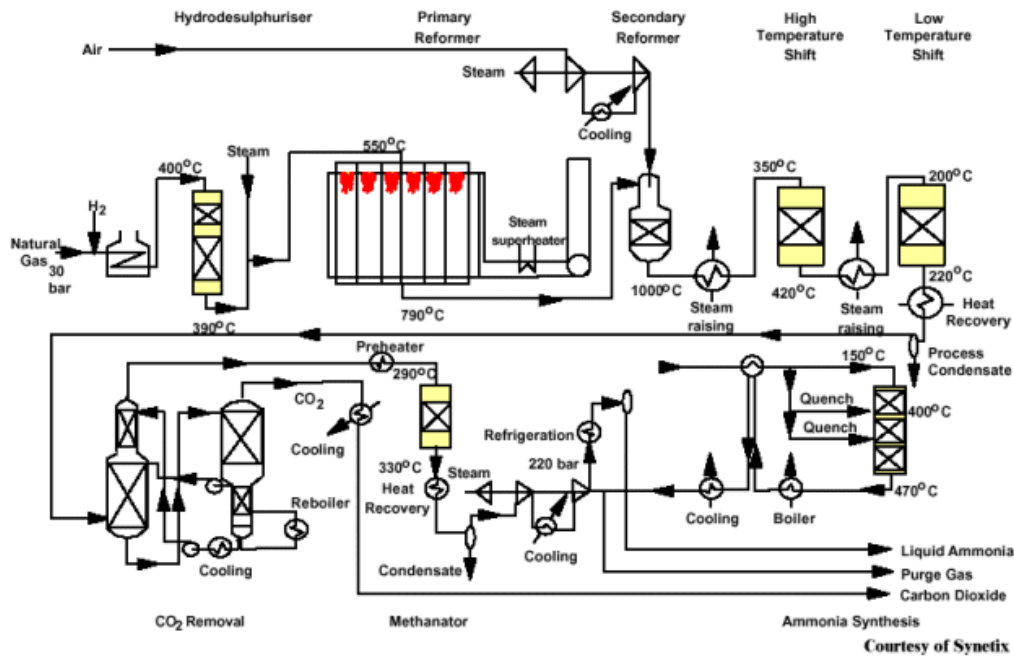 Hydrodesulphuriser
Primary
Reformer
Secondary
Reformer
High
Temperature
Shift
Low
Temperature
Shift
Air
Steam
Cooling
Steam
400°C
550°C
350°C
200°C
H2
Natural
Gas
30
bar
Steam
superheater
390°C
790°C
1000°C
Steam
raising
420°C
Steam
raising
220°C
Heat
Recovery
Process
Condensate
Preheater
290°C
CO2
Cooling
Reboiler
Cooling
330°C
Heat
Recovery
Steam
Condensate
Cooling
Refrigeration
220 bar
150°C
Quench
400°C
Quench
470°C
Cooling
Boiler
Liquid Ammonia
Purge Gas
Carbon Dioxide
CO2 Removal
Methanator
Ammonia Synthesis
Courtesy of Synetix